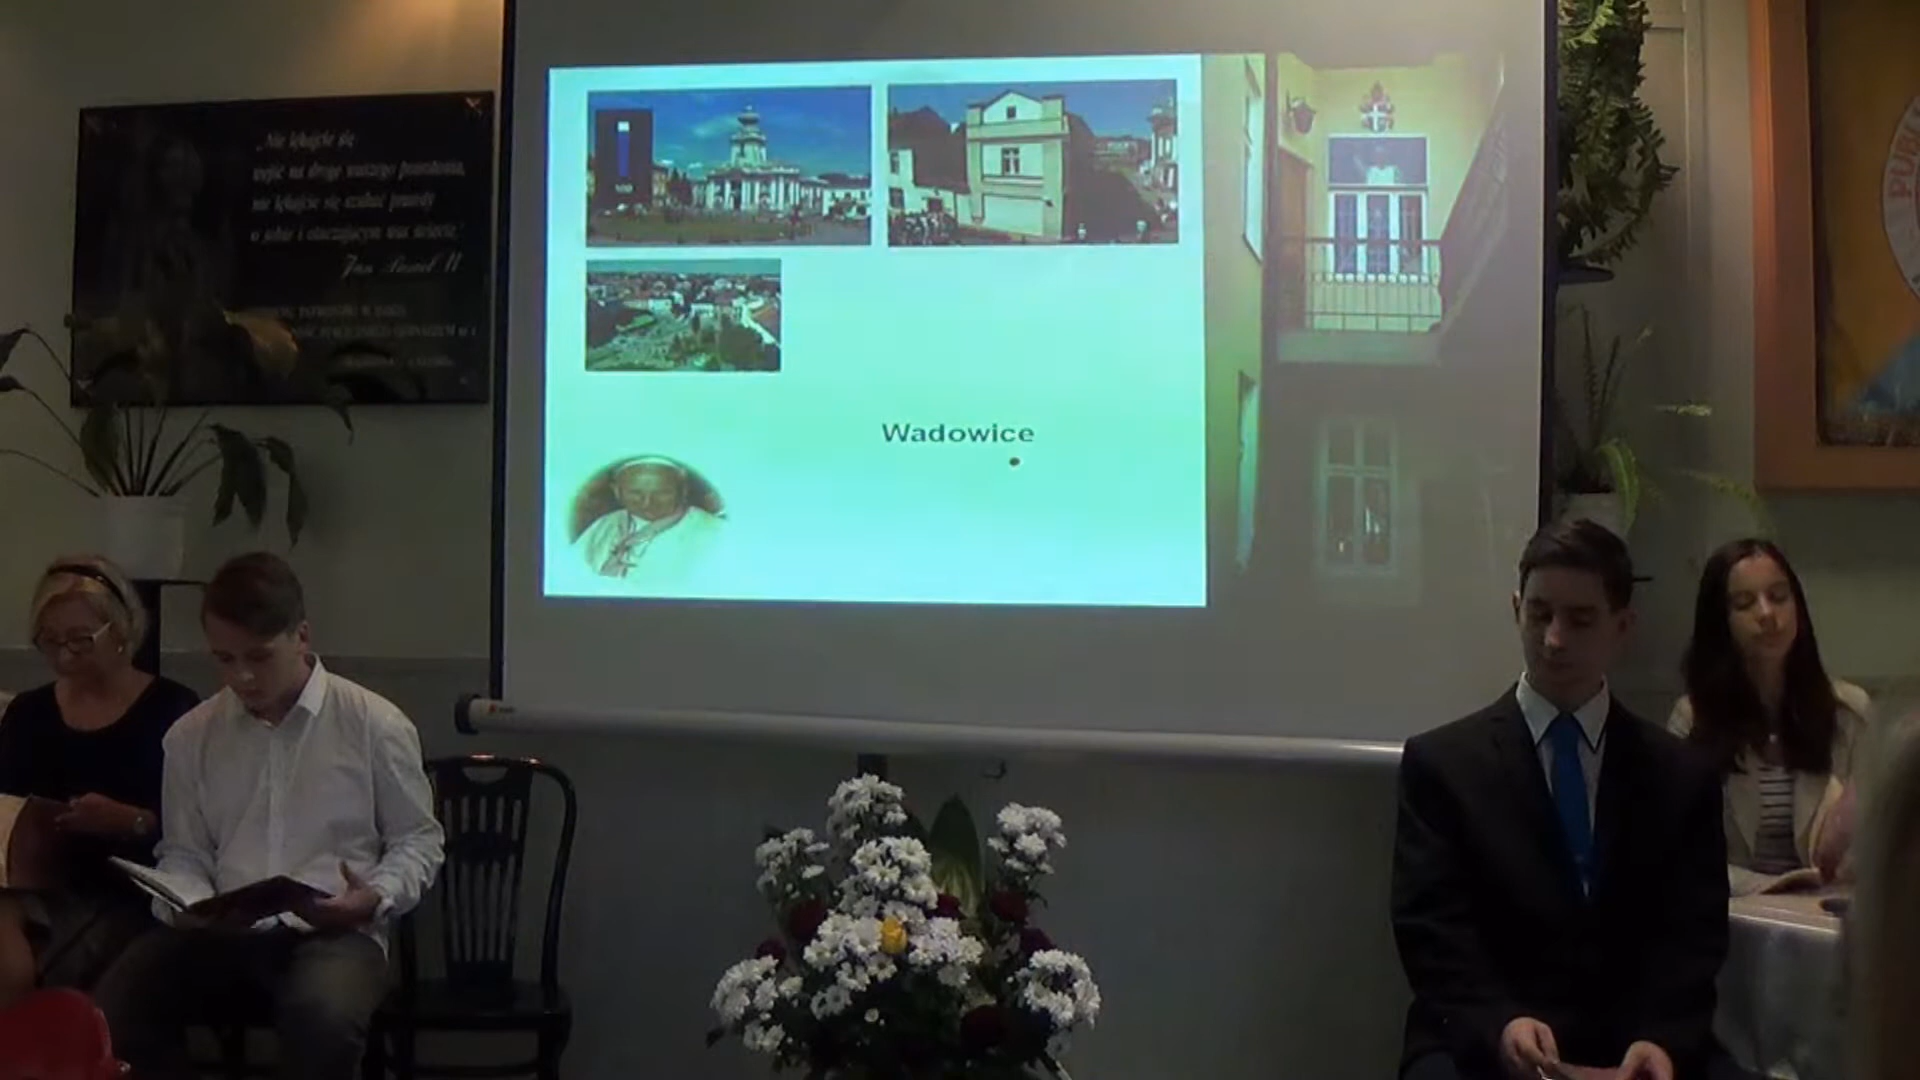 „Nie lękajcie się
wejść na drogę waszego powołania,
nie lękajcie się szukać prawdy
o sobie i otaczającym was świecie."
Jan Paweł II
Wadowice
PUBL